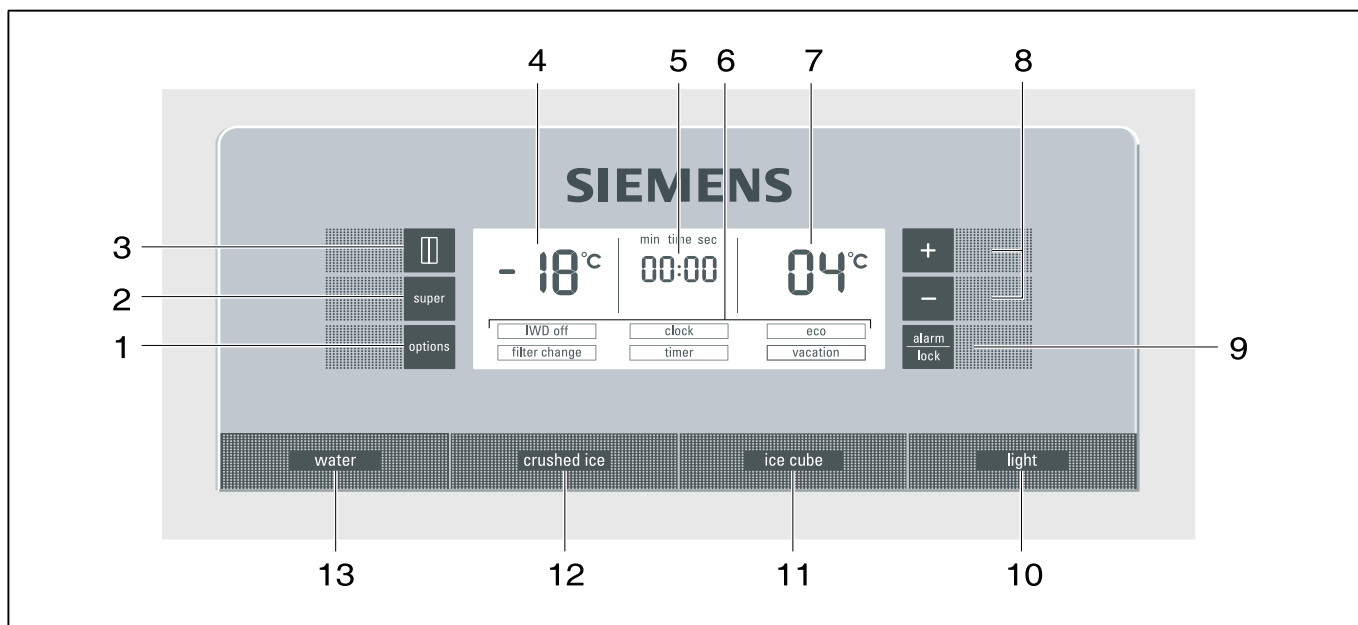 4 5 6 7 8
SIEMENS
3
min time sec
-18°C 00:00 04°C
+
2 super
−
IWD off clock eco
1 options
filter change timer vacation
alarm
lock
9
water crushed ice ice cube light
13 12 11 10